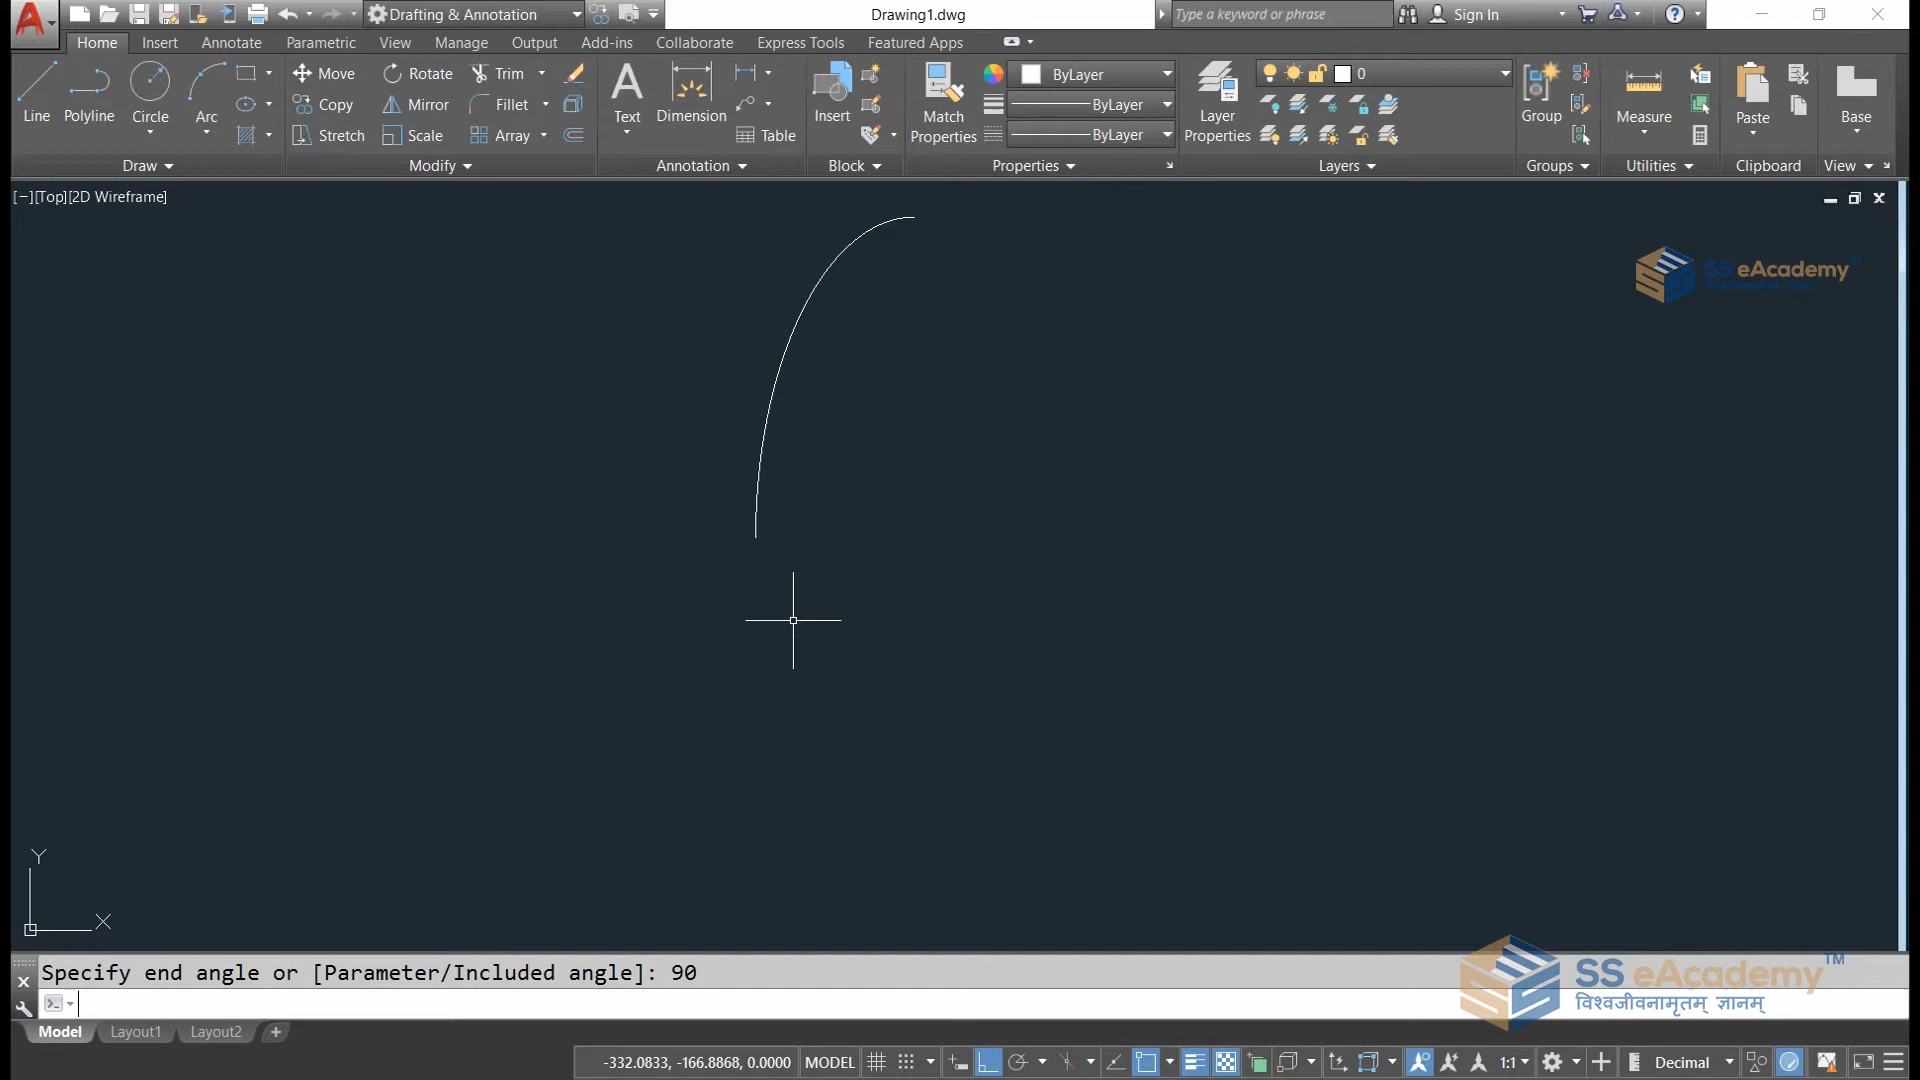 Drafting & Annotation
Drawing1.dwg
Type a keyword or phrase
Sign In
Home Insert Annotate Parametric View Manage Output Add-ins Collaborate Express Tools Featured Apps
Line
Polyline
Circle
Arc
Move
Copy
Stretch
Rotate
Mirror
Scale
Trim
Fillet
Array
Text
Dimension
Table
Insert
Match
Properties
ByLayer
ByLayer
ByLayer
Layer
Properties
0
Group
Measure
Paste
Base
Draw
Modify
Annotation
Block
Properties
Layers
Groups
Utilities
Clipboard
View
[−][Top][2D Wireframe]
SS eAcademy
Y
X
Specify end angle or [Parameter/Included angle]: 90
SS eAcademy™
विश्वजीवनामृतम् ज्ञानम्
Model Layout1 Layout2 +
-332.0833, -166.8868, 0.0000 MODEL
1:1
Decimal